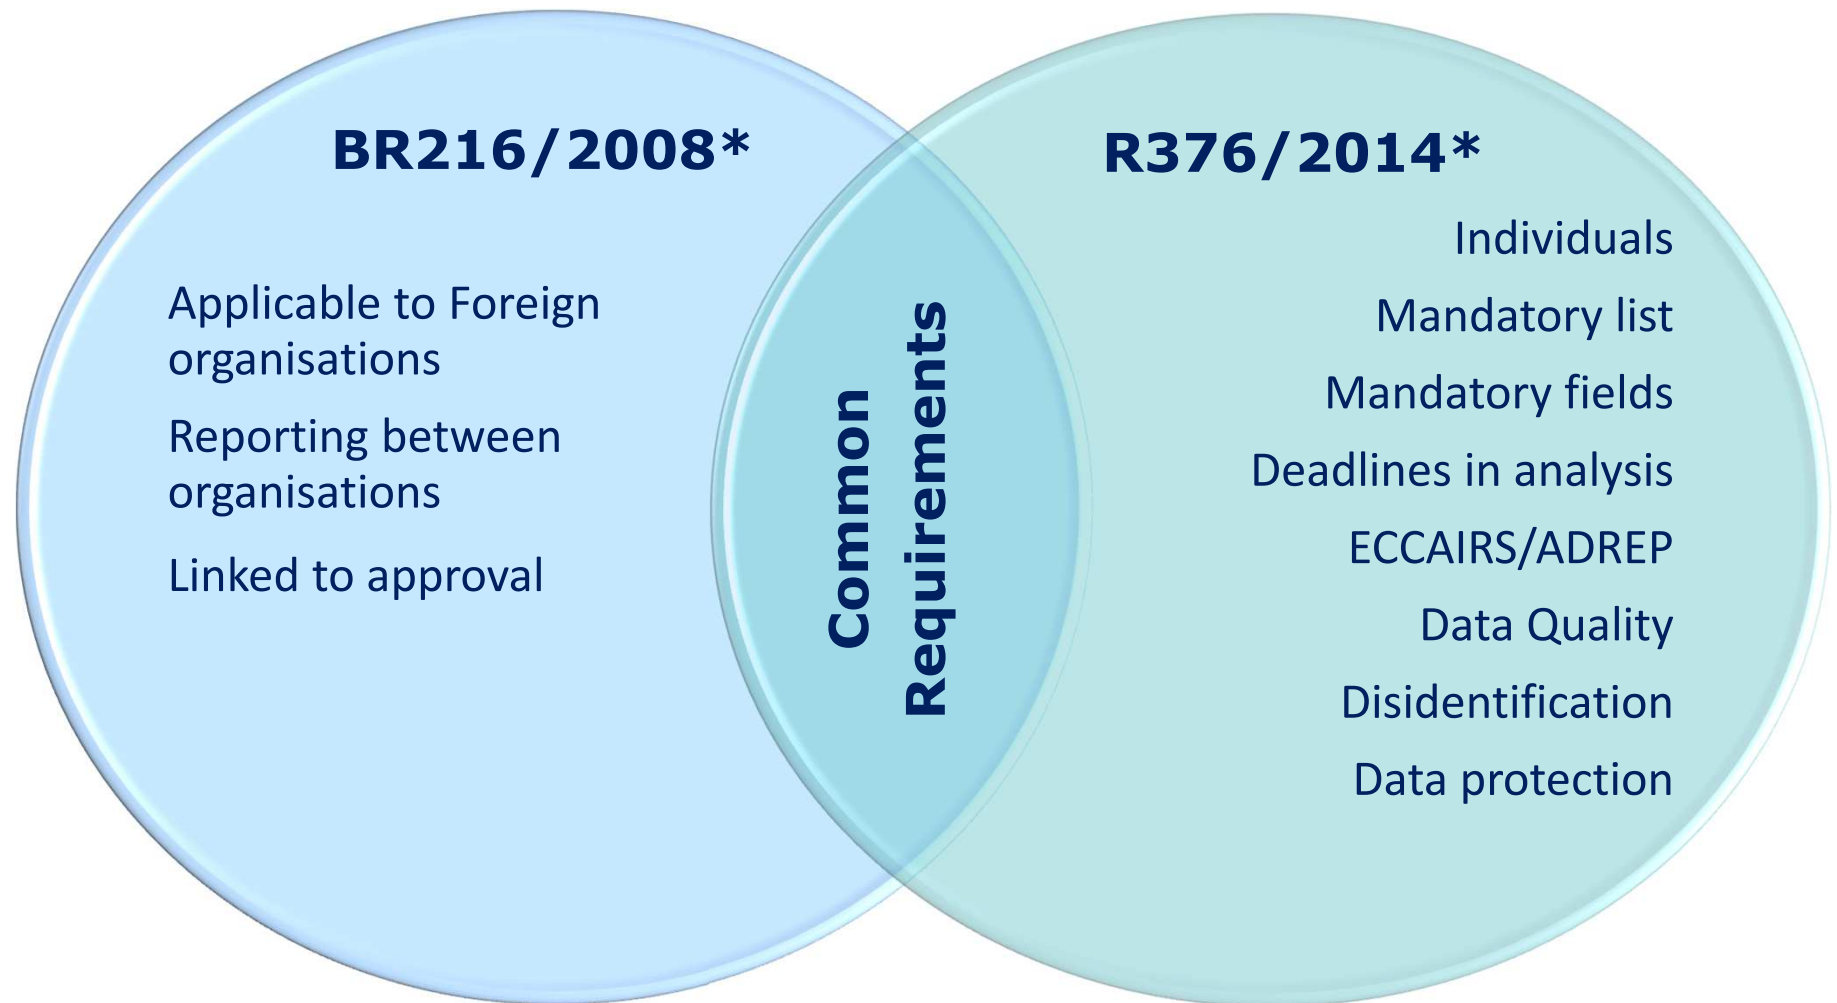 BR216/2008*
Applicable to Foreign
organisations
Reporting between
organisations
Linked to approval
Common
Requirements
R376/2014*
Individuals
Mandatory list
Mandatory fields
Deadlines in analysis
ECCAIRS/ADREP
Data Quality
Disidentification
Data protection